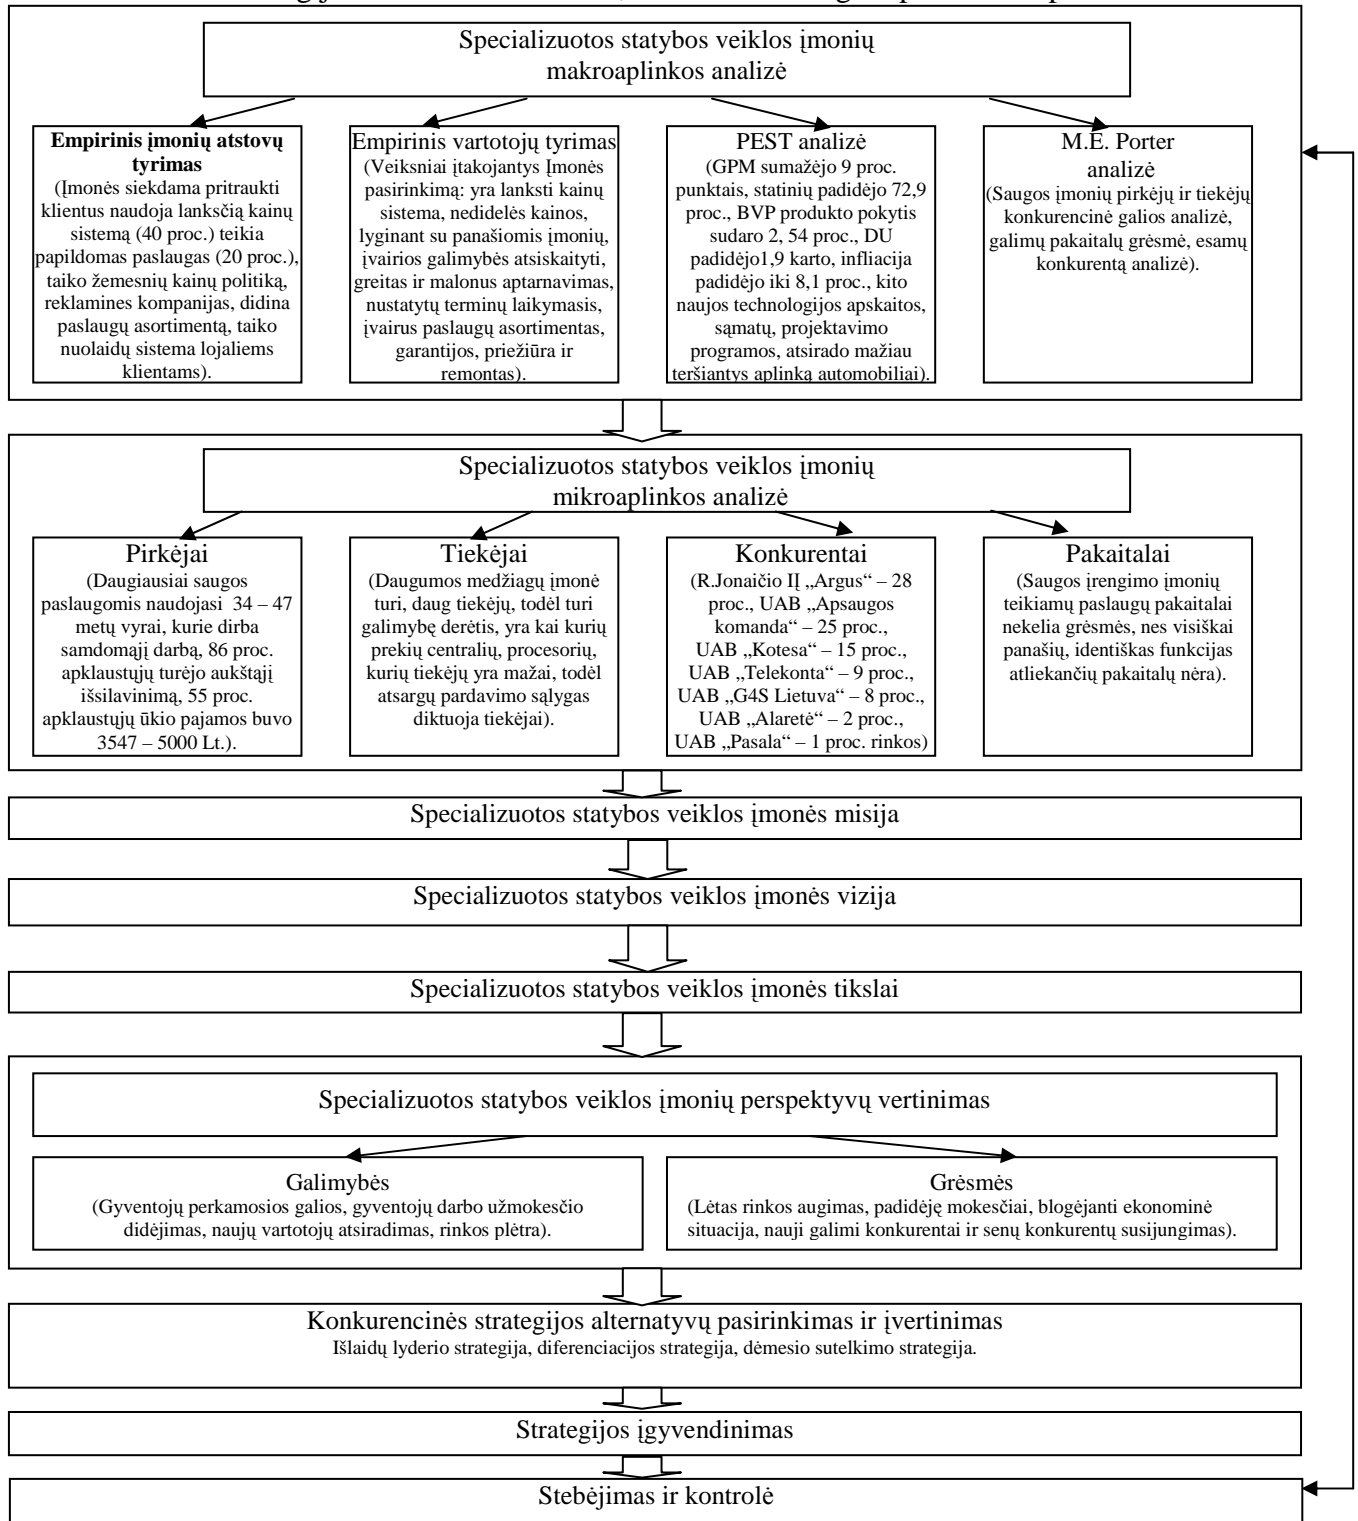 Specializuotos statybos veiklos įmonių
makroaplinkos analizė
Empirinis įmonių atstovų
tyrimas
(Įmonės siekdama pritraukti
klientus naudoja lanksčią kainų
sistemą (40 proc.) teikia
papildomas paslaugas (20 proc.),
taiko žemesnių kainų politiką,
reklamines kompanijas, didina
paslaugų asortimentą, taiko
nuolaidų sistema lojaliems
klientams).
Empirinis vartotojų tyrimas
(Veiksniai įtakojantys Įmonės
pasirinkimą: yra lanksti kainų
sistema, nedidelės kainos,
lyginant su panašiomis įmonių,
įvairios galimybės atsiskaityti,
greitas ir malonus aptarnavimas,
nustatytų terminų laikymasis,
įvairus paslaugų asortimentas,
garantijos, priežiūra ir
remontas).
PEST analizė
(GPM sumažėjo 9 proc.
punktais, statinių padidėjo 72,9
proc., BVP produkto pokytis
sudaro 2, 54 proc., DU
padidėjo1,9 karto, infliacija
padidėjo iki 8,1 proc., kito
naujos technologijos apskaitos,
sąmatų, projektavimo
programos, atsirado mažiau
teršiantys aplinką automobiliai).
M.E. Porter
analizė
(Saugos įmonių pirkėjų ir tiekėjų
konkurencinė galios analizė,
galimų pakaitalų grėsmė, esamų
konkurentą analizė).
Specializuotos statybos veiklos įmonių
mikroaplinkos analizė
Pirkėjai
(Daugiausiai saugos
paslaugomis naudojasi 34 – 47
metų vyrai, kurie dirba
samdomąjį darbą, 86 proc.
apklaustųjų turėjo aukštąjį
išsilavinimą, 55 proc.
apklaustųjų ūkio pajamos buvo
3547 – 5000 Lt.).
Tiekėjai
(Daugumos medžiagų įmonė
turi, daug tiekėjų, todėl turi
galimybę derėtis, yra kai kurių
prekių centralių, procesorių,
kurių tiekėjų yra mažai, todėl
atsargų pardavimo sąlygas
diktuoja tiekėjai).
Konkurentai
(R.Jonaičio IĮ „Argus“ – 28
proc., UAB „Apsaugos
komanda“ – 25 proc.,
UAB „Kotesa“ – 15 proc.,
UAB „Telekonta“ – 9 proc.,
UAB „G4S Lietuva“ – 8 proc.,
UAB „Alaretė“ – 2 proc.,
UAB „Pasala“ – 1 proc. rinkos)
Pakaitalai
(Saugos įrengimo įmonių
teikiamų paslaugų pakaitalai
nekelia grėsmės, nes visiškai
panašių, identiškas funkcijas
atliekančių pakaitalų nėra).
Specializuotos statybos veiklos įmonės misija
Specializuotos statybos veiklos įmonės vizija
Specializuotos statybos veiklos įmonės tikslai
Specializuotos statybos veiklos įmonių perspektyvų vertinimas
Galimybės
(Gyventojų perkamosios galios, gyventojų darbo užmokesčio
didėjimas, naujų vartotojų atsiradimas, rinkos plėtra).
Grėsmės
(Lėtas rinkos augimas, padidėję mokesčiai, blogėjanti ekonominė
situacija, nauji galimi konkurentai ir senų konkurentų susijungimas).
Konkurencinės strategijos alternatyvų pasirinkimas ir įvertinimas
Išlaidų lyderio strategija, diferenciacijos strategija, dėmesio sutelkimo strategija.
Strategijos įgyvendinimas
Stebėjimas ir kontrolė